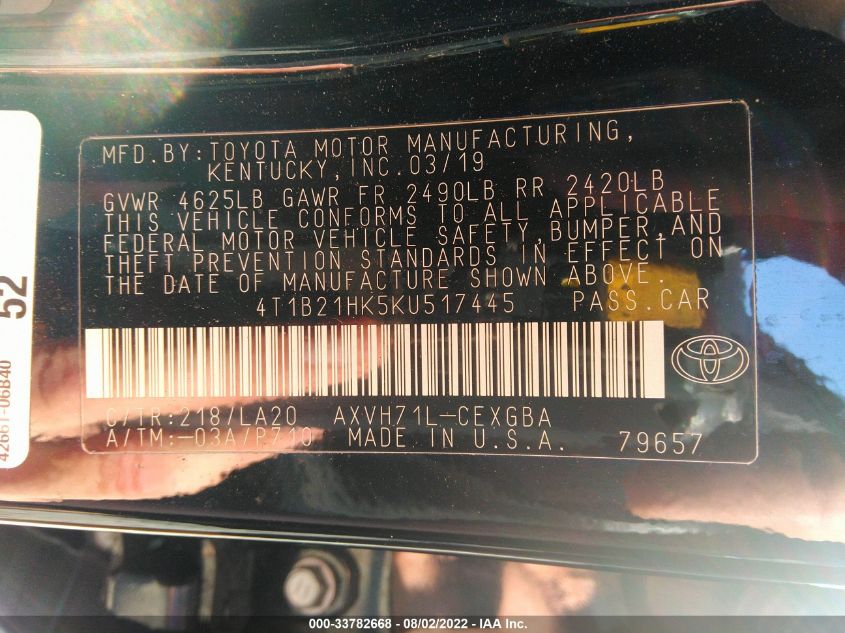 MFD.BY:TOYOTA MOTOR MANUFACTURING,
KENTUCKY,INC.03/19
GVWR 4625LB GAWR FR 2490LB RR 2420LB
THIS VEHICLE CONFORMS TO ALL APPLICABLE
FEDERAL MOTOR VEHICLE SAFETY,BUMPER,AND
THEFT PREVENTION STANDARDS IN EFFECT ON
THE DATE OF MANUFACTURE SHOWN ABOVE.
4T1B21HK5KU517445 PASS.CAR
C/TR:218/LA20 AXVH71L-CEXGBA
A/TM:-03A/P710 MADE IN U.S.A. 79657
52
42661-06B40
000-33782668 - 08/02/2022 - IAA Inc.